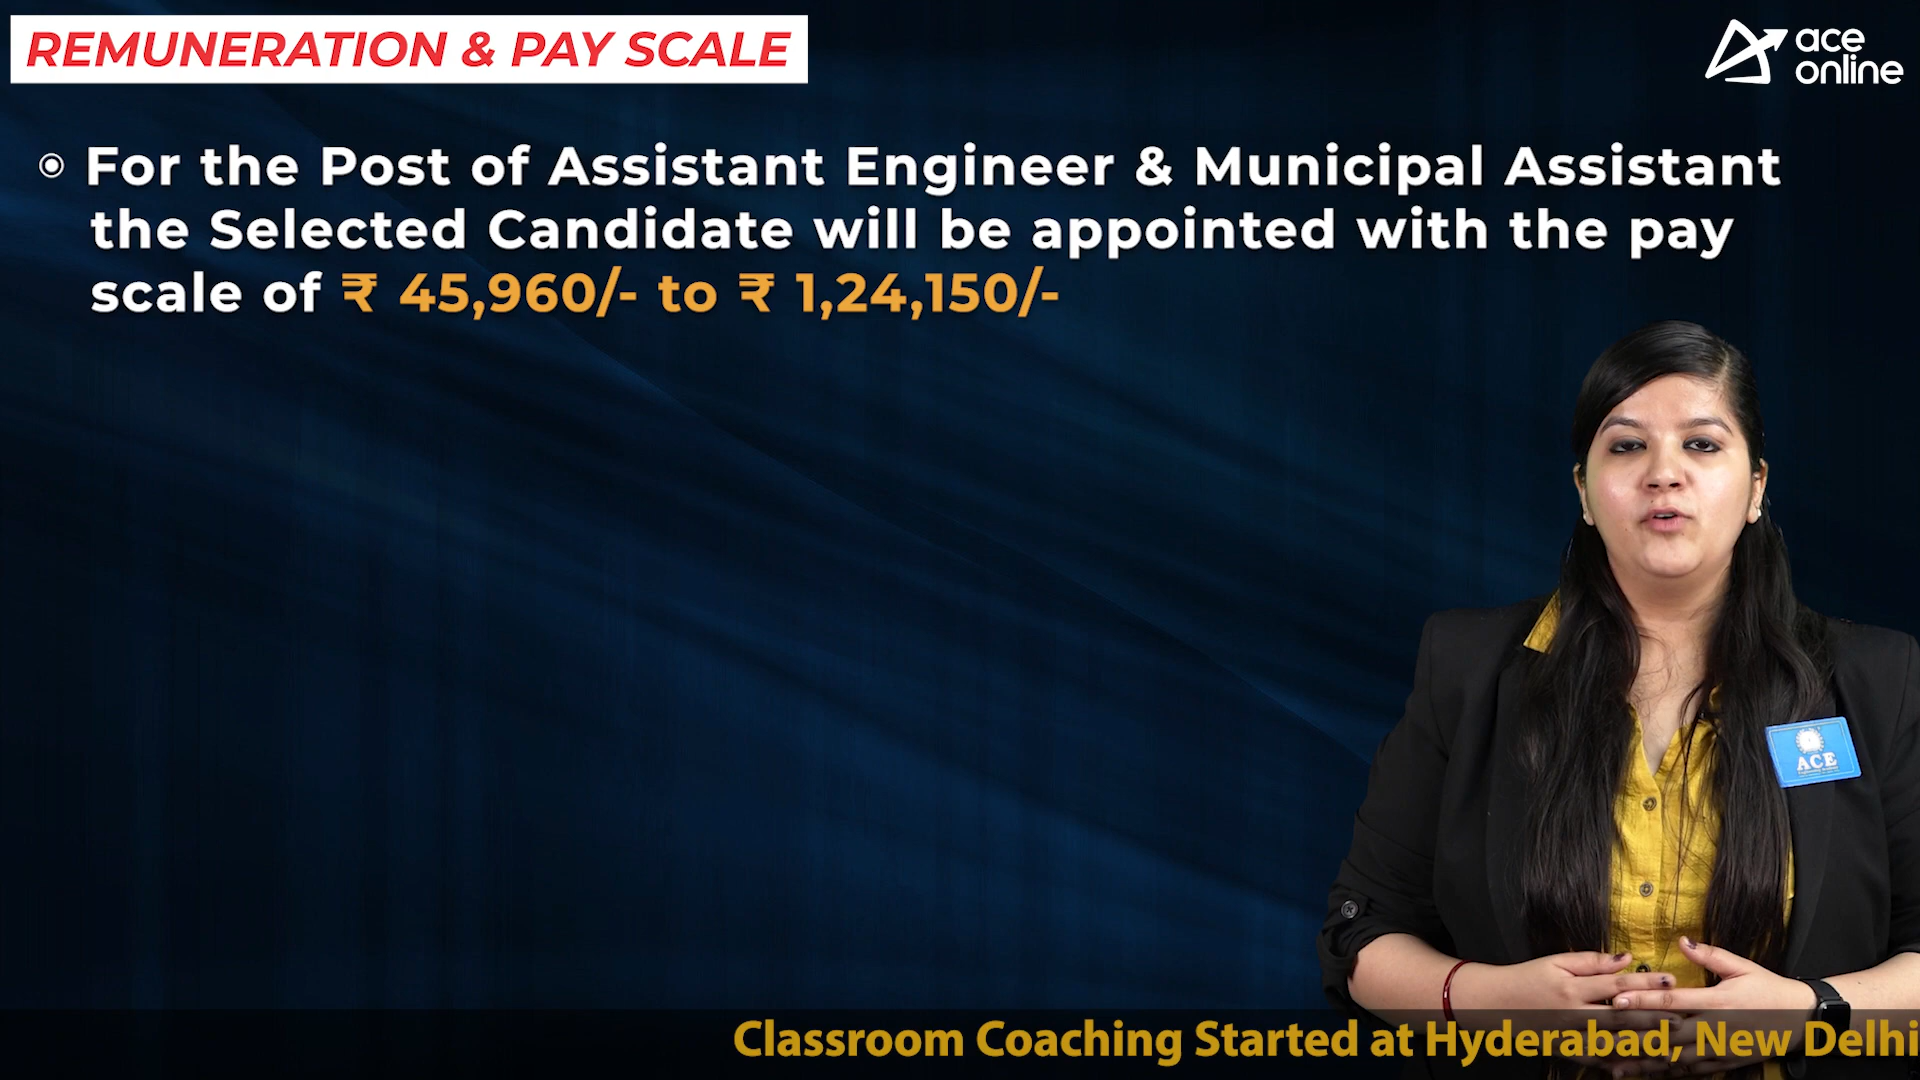 REMUNERATION & PAY SCALE
ace
online
For the Post of Assistant Engineer & Municipal Assistant
the Selected Candidate will be appointed with the pay
scale of ₹ 45,960/- to ₹ 1,24,150/-
ACE
Classroom Coaching Started at Hyderabad, New Delhi